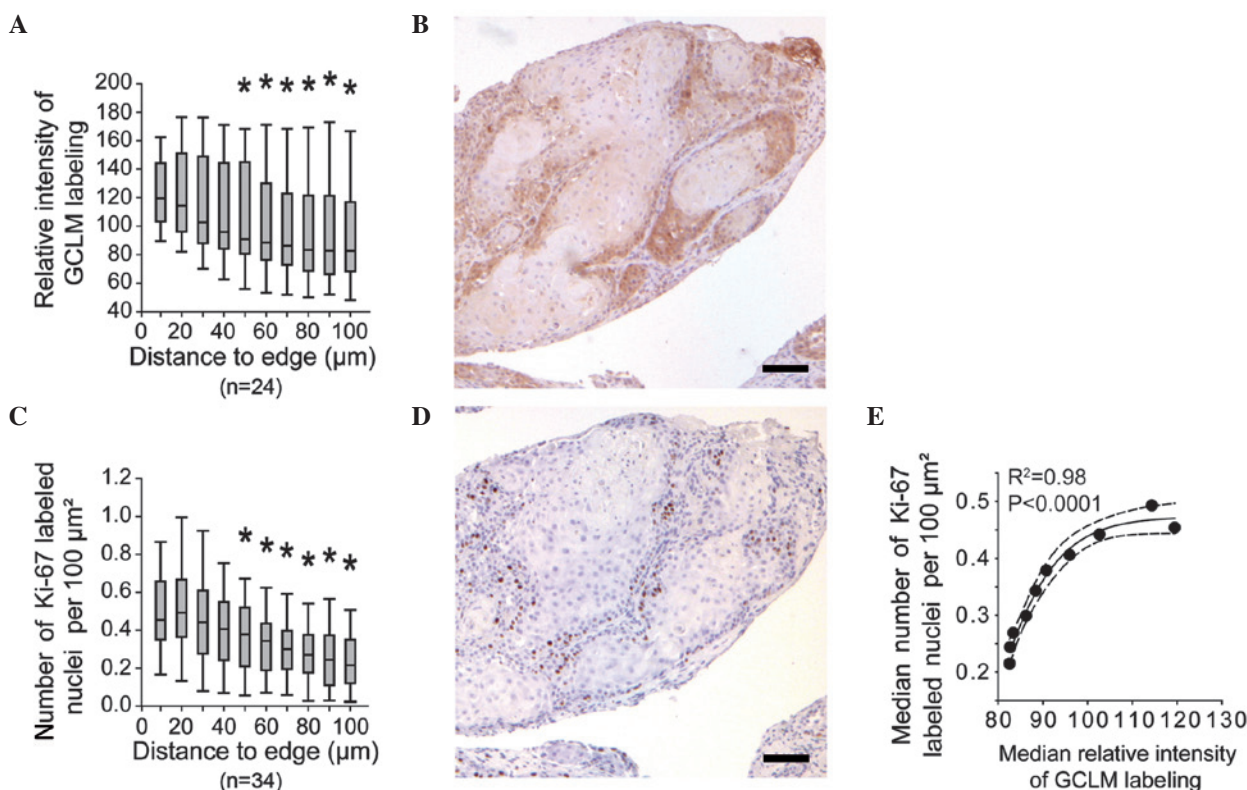 A
B
Relative intensity of
GCLM labeling
200
180
160
140
120
100
80
60
40
* * * * * *
0 20 40 60 80 100
Distance to edge (µm)
(n=24)
C
D
E
Number of Ki-67 labeled
nuclei per 100 µm²
1.2
1.0
0.8
0.6
0.4
0.2
0.0
* * * * * *
0 20 40 60 80 100
Distance to edge (µm)
(n=34)
Median number of Ki-67
labeled nuclei per 100 µm²
R²=0.98
P<0.0001
0.5
0.4
0.3
0.2
80 90 100 110 120 130
Median relative intensity
of GCLM labeling